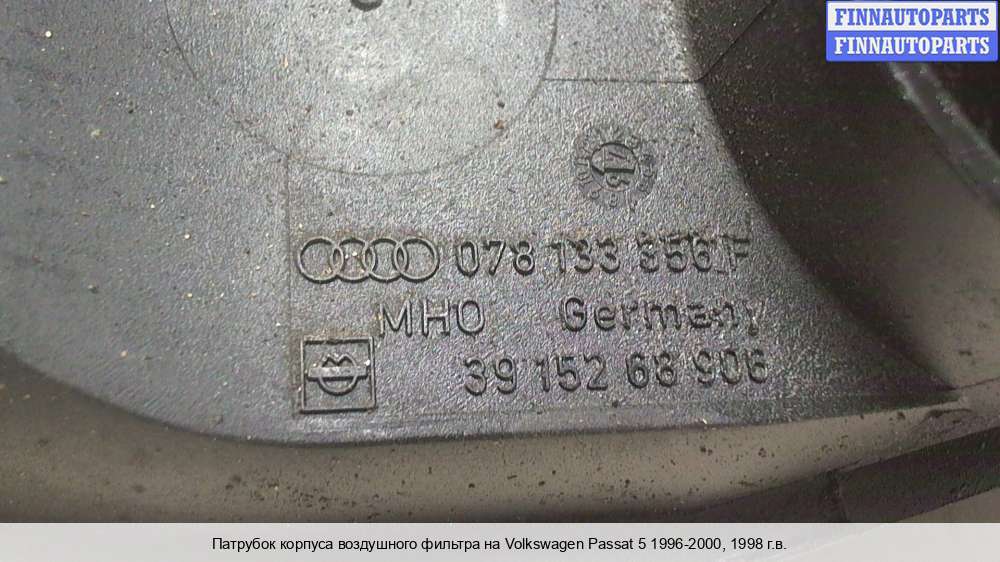 FINNAUTOPARTS
FINNAUTOPARTS
078 133 356 F
MHO Germany
39 152 68 906
Патрубок корпуса воздушного фильтра на Volkswagen Passat 5 1996-2000, 1998 г.в.